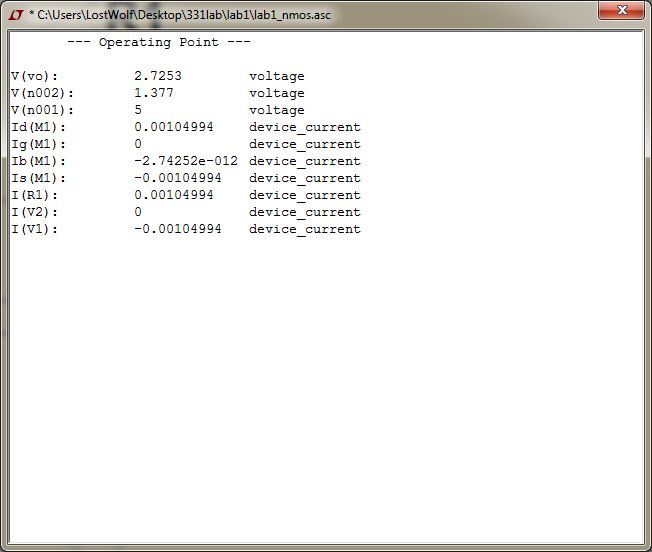 * C:\Users\LostWolf\Desktop\331lab\lab1\lab1_nmos.asc
--- Operating Point ---
V(vo): 2.7253 voltage
V(n002): 1.377 voltage
V(n001): 5 voltage
Id(M1): 0.00104994 device_current
Ig(M1): 0 device_current
Ib(M1): -2.74252e-012 device_current
Is(M1): -0.00104994 device_current
I(R1): 0.00104994 device_current
I(V2): 0 device_current
I(V1): -0.00104994 device_current